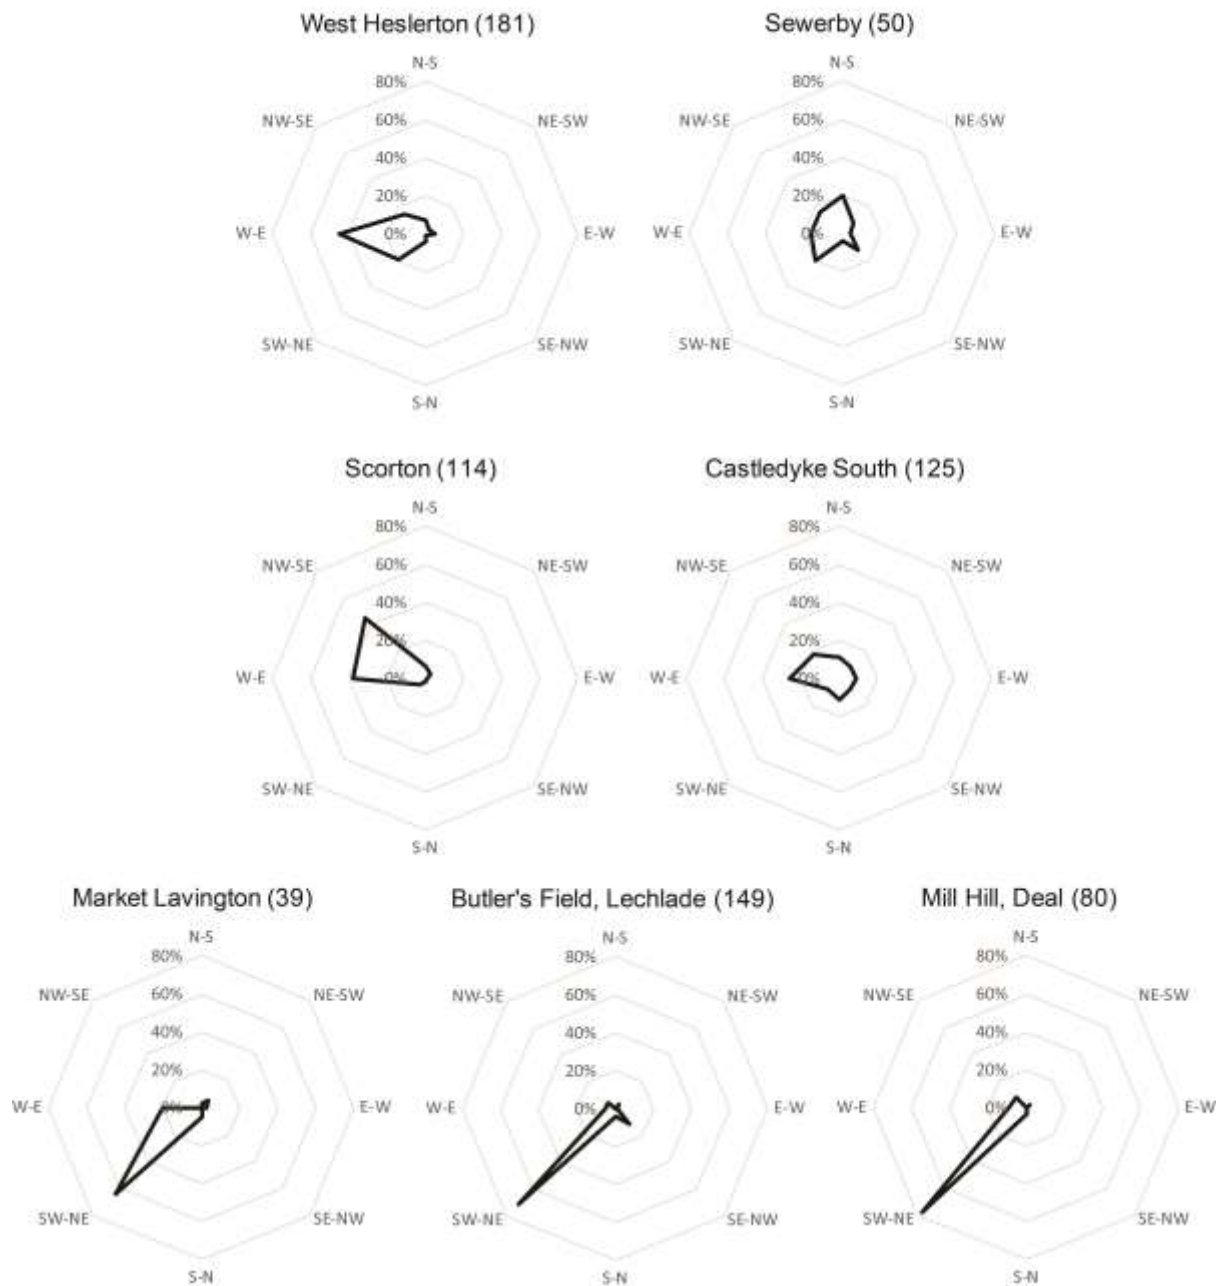 West Heslerton (181)
N-S
80%
60%
40%
20%
0%
NW-SE
NE-SW
W-E
E-W
SW-NE
SE-NW
S-N
Sewerby (50)
N-S
80%
60%
40%
20%
0%
NW-SE
NE-SW
W-E
E-W
SW-NE
SE-NW
S-N
Scorton (114)
N-S
80%
60%
40%
20%
0%
NW-SE
NE-SW
W-E
E-W
SW-NE
SE-NW
S-N
Castledyke South (125)
N-S
80%
60%
40%
20%
0%
NW-SE
NE-SW
W-E
E-W
SW-NE
SE-NW
S-N
Market Lavington (39)
N-S
80%
60%
40%
20%
0%
NW-SE
NE-SW
W-E
E-W
SW-NE
SE-NW
S-N
Butler's Field, Lechlade (149)
N-S
80%
60%
40%
20%
0%
NW-SE
NE-SW
W-E
E-W
SW-NE
SE-NW
S-N
Mill Hill, Deal (80)
N-S
80%
60%
40%
20%
0%
NW-SE
NE-SW
W-E
E-W
SW-NE
SE-NW
S-N